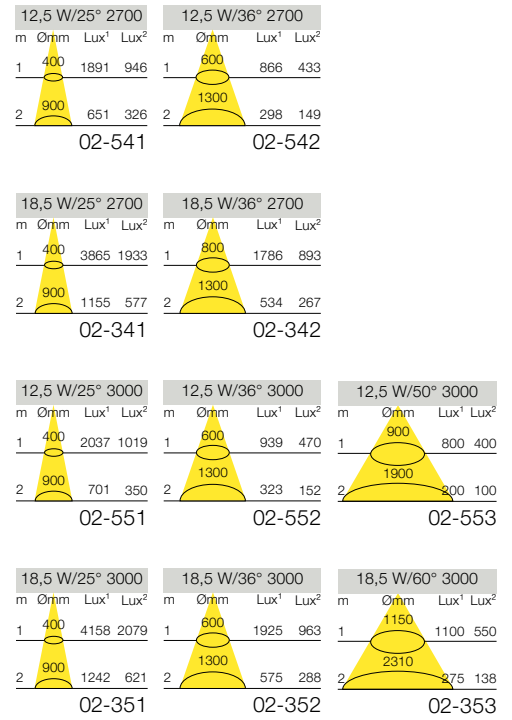 12,5 W/25° 2700
m Ømm Lux¹ Lux²
1 400 1891 946
2 900 651 326
02-541
12,5 W/36° 2700
m Ømm Lux¹ Lux²
1 600 866 433
2 1300 298 149
02-542
18,5 W/25° 2700
m Ømm Lux¹ Lux²
1 400 3865 1933
2 900 1155 577
02-341
18,5 W/36° 2700
m Ømm Lux¹ Lux²
1 800 1786 893
2 1300 534 267
02-342
12,5 W/25° 3000
m Ømm Lux¹ Lux²
1 400 2037 1019
2 900 701 350
02-551
12,5 W/36° 3000
m Ømm Lux¹ Lux²
1 600 939 470
2 1300 323 152
02-552
12,5 W/50° 3000
m Ømm Lux¹ Lux²
1 900 800 400
2 1900 200 100
02-553
18,5 W/25° 3000
m Ømm Lux¹ Lux²
1 400 4158 2079
2 900 1242 621
02-351
18,5 W/36° 3000
m Ømm Lux¹ Lux²
1 600 1925 963
2 1300 575 288
02-352
18,5 W/60° 3000
m Ømm Lux¹ Lux²
1 1150 1100 550
2 2310 275 138
02-353